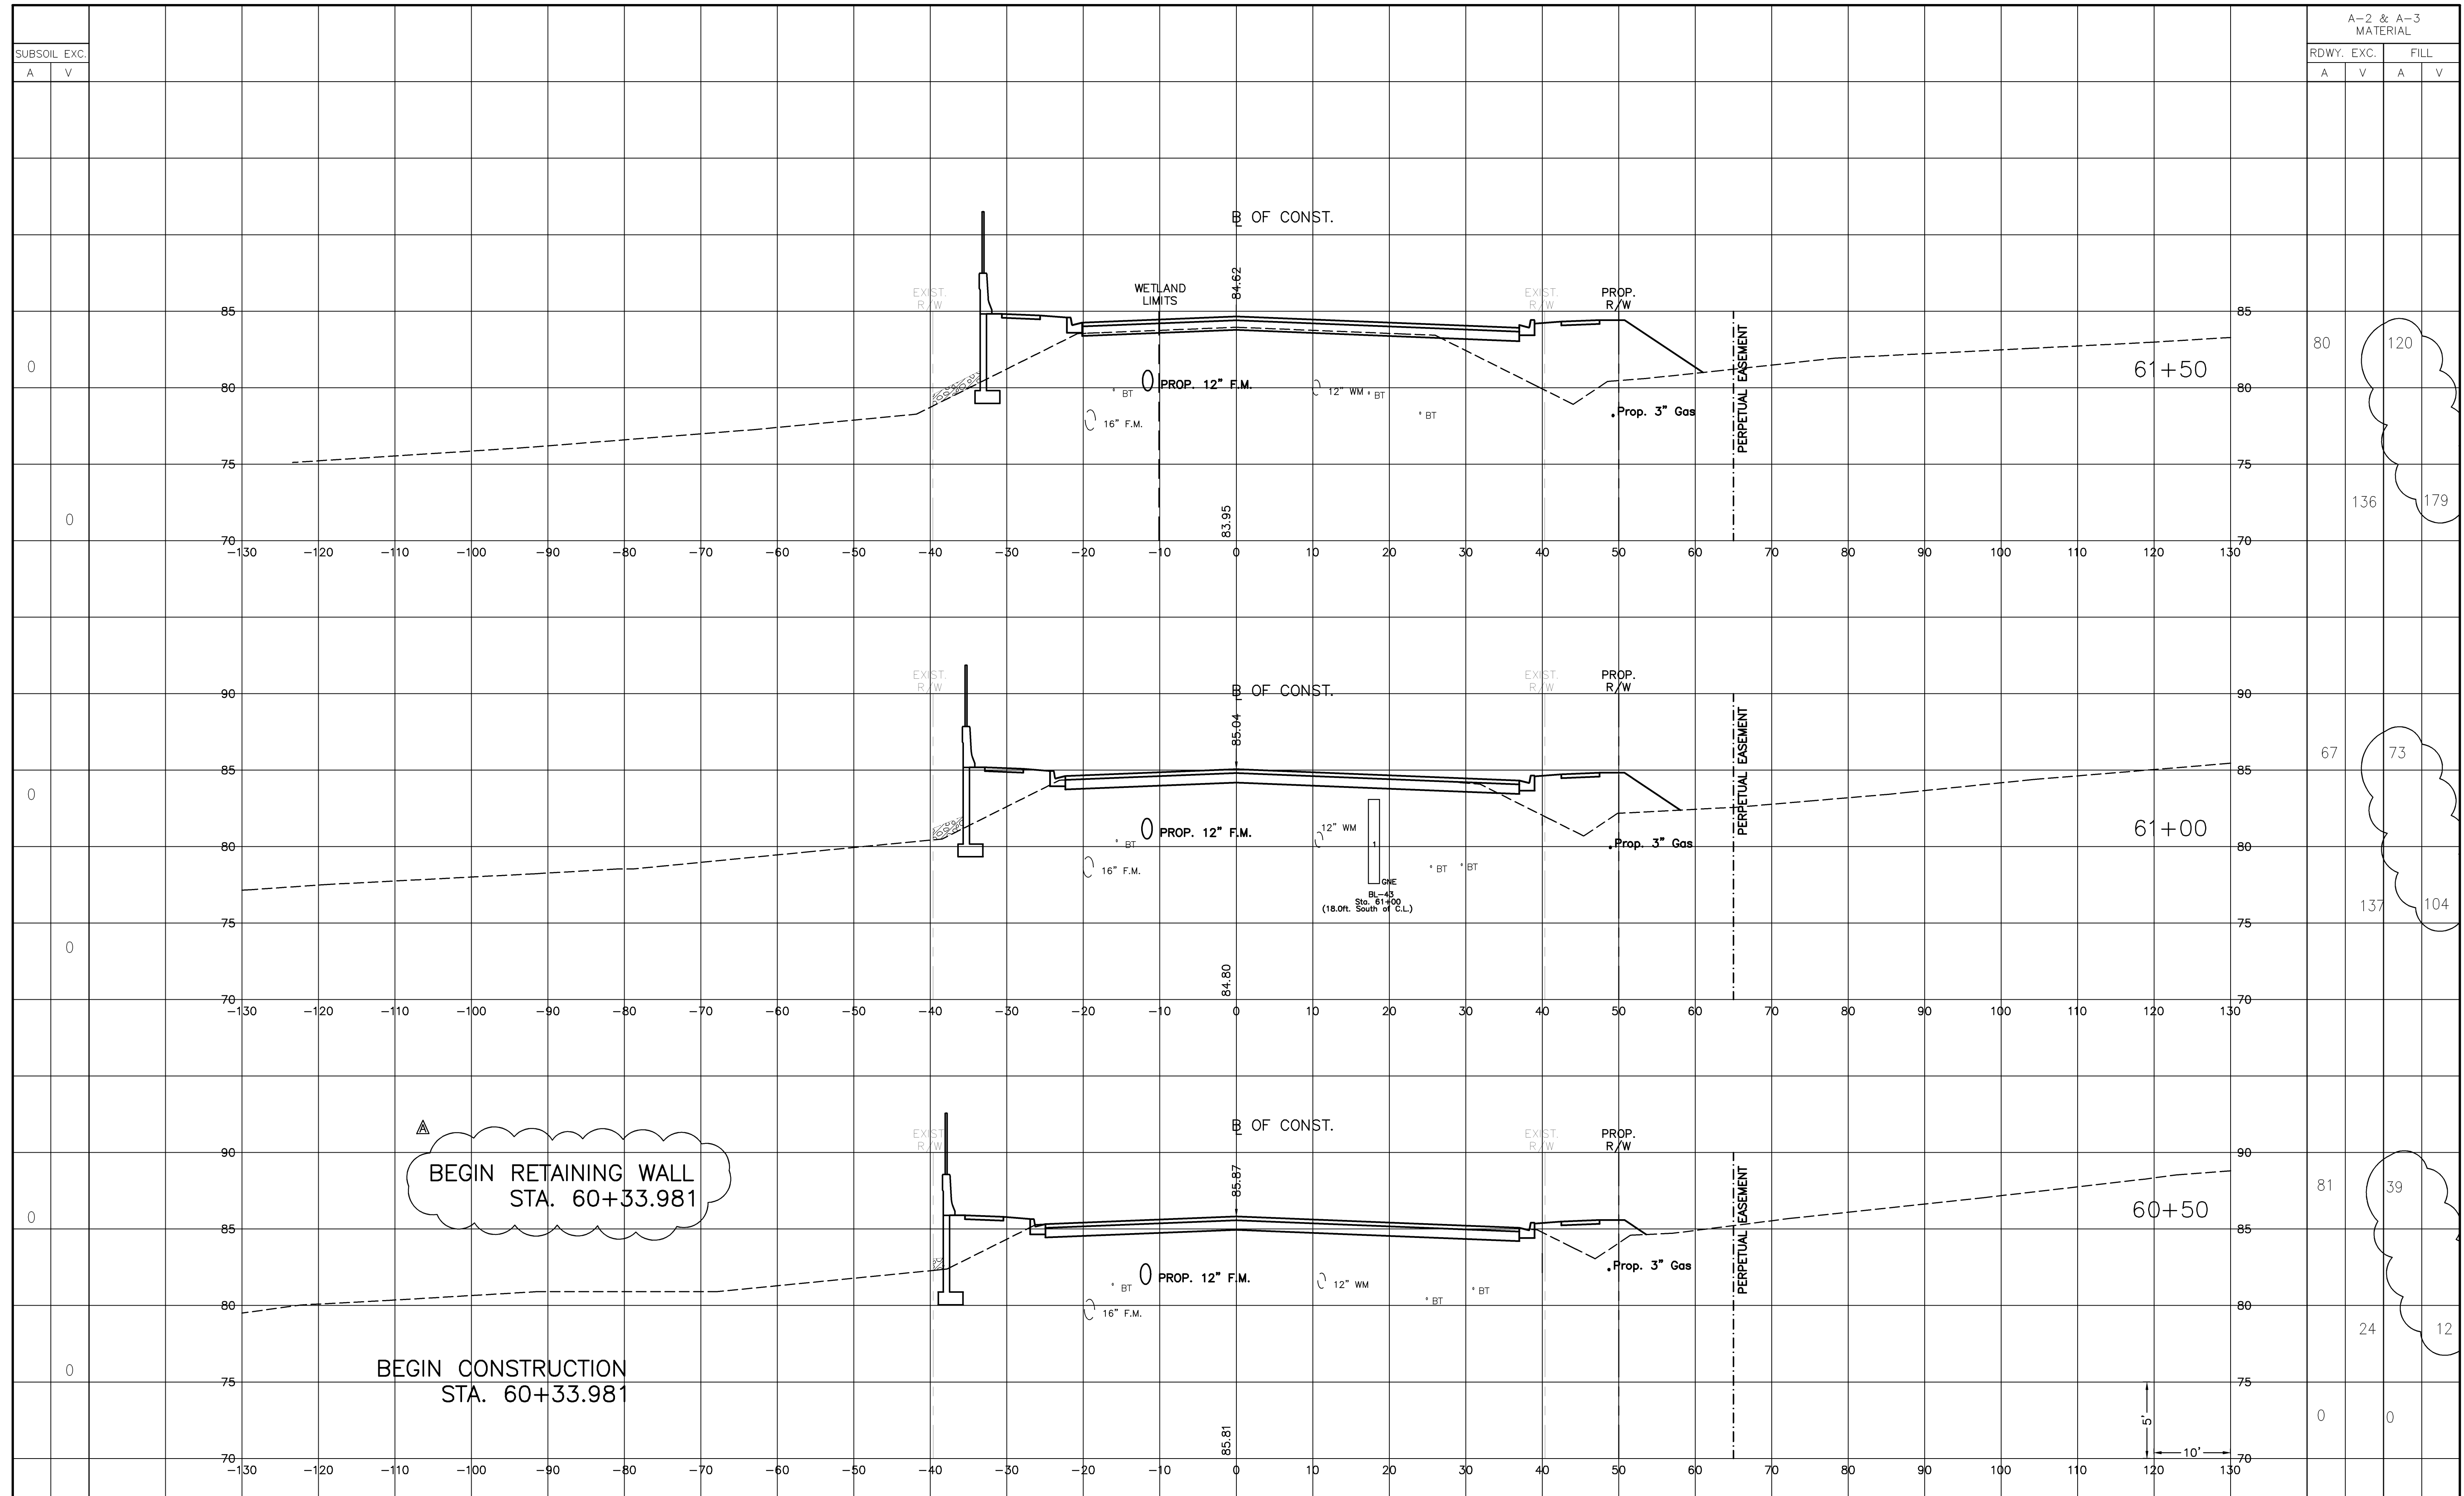 SUBSOIL EXC.
A V
A-2 & A-3
MATERIAL
RDWY. EXC. FILL
A V A V
B OF CONST.
84.62
EXIST.
R/W
WETLAND
LIMITS
EXIST.
R/W
PROP.
R/W
PERPETUAL EASEMENT
85 85
80 80
75 75
70 70
0
0
BT
PROP. 12" F.M.
16" F.M.
12" WM
BT
BT
Prop. 3" Gas
61+50
80 120
136 179
83.95
-130 -120 -110 -100 -90 -80 -70 -60 -50 -40 -30 -20 -10 0 10 20 30 40 50 60 70 80 90 100 110 120 130
EXIST.
R/W
B OF CONST.
85.04
EXIST.
R/W
PROP.
R/W
PERPETUAL EASEMENT
90 90
85 85
80 80
75 75
70 70
0
0
BT
PROP. 12" F.M.
16" F.M.
12" WM
1
GNE
BL-43
Sta. 61+00
(18.0ft. South of C.L.)
BT
BT
Prop. 3" Gas
61+00
67 73
137 104
84.80
-130 -120 -110 -100 -90 -80 -70 -60 -50 -40 -30 -20 -10 0 10 20 30 40 50 60 70 80 90 100 110 120 130
A
BEGIN RETAINING WALL
STA. 60+33.981
EXIST.
R/W
B OF CONST.
85.87
EXIST.
R/W
PROP.
R/W
PERPETUAL EASEMENT
90 90
85 85
80 80
75 75
70 70
0
0
BT
PROP. 12" F.M.
16" F.M.
12" WM
BT
BT
Prop. 3" Gas
60+50
81 39
24 12
0 0
BEGIN CONSTRUCTION
STA. 60+33.981
85.81
5'
10'
-130 -120 -110 -100 -90 -80 -70 -60 -50 -40 -30 -20 -10 0 10 20 30 40 50 60 70 80 90 100 110 120 130